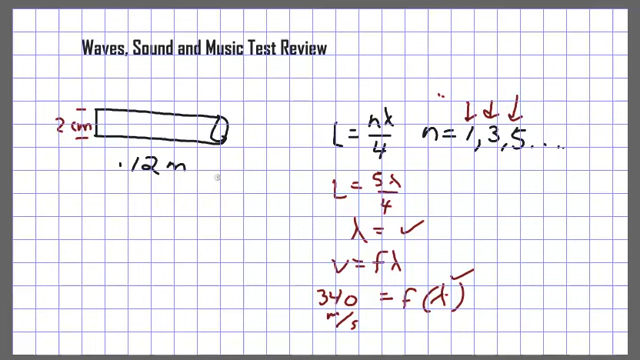 Waves, Sound and Music Test Review
2 cm
.12 m
L = nλ/4 n = 1, 3, 5 ....
L = 5λ/4
λ = ✓
v = fλ
340 m/s = f (λ) ✓